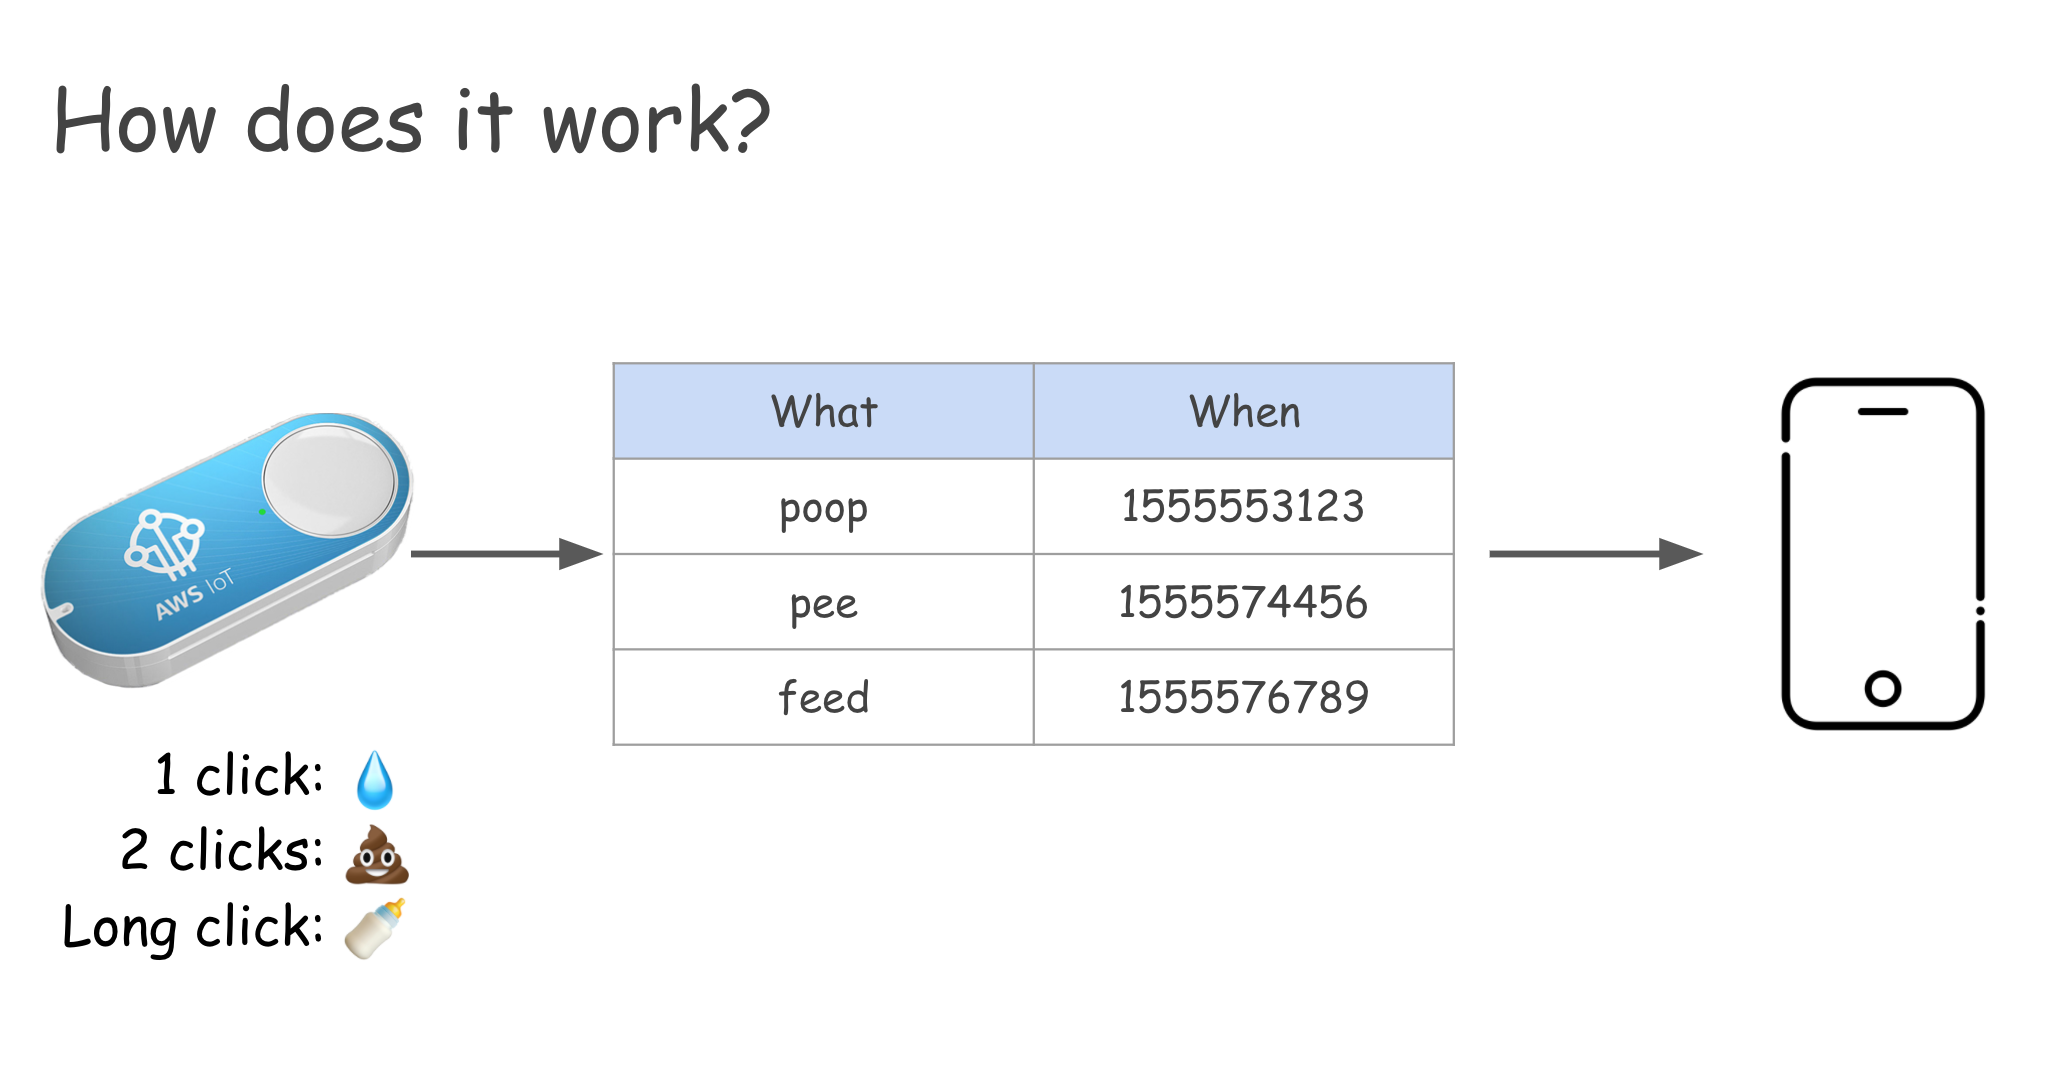 How does it work?
AWS IoT
What When
poop 1555553123
pee 1555574456
feed 1555576789
1 click: 💧
2 clicks: 💩
Long click: 🍼